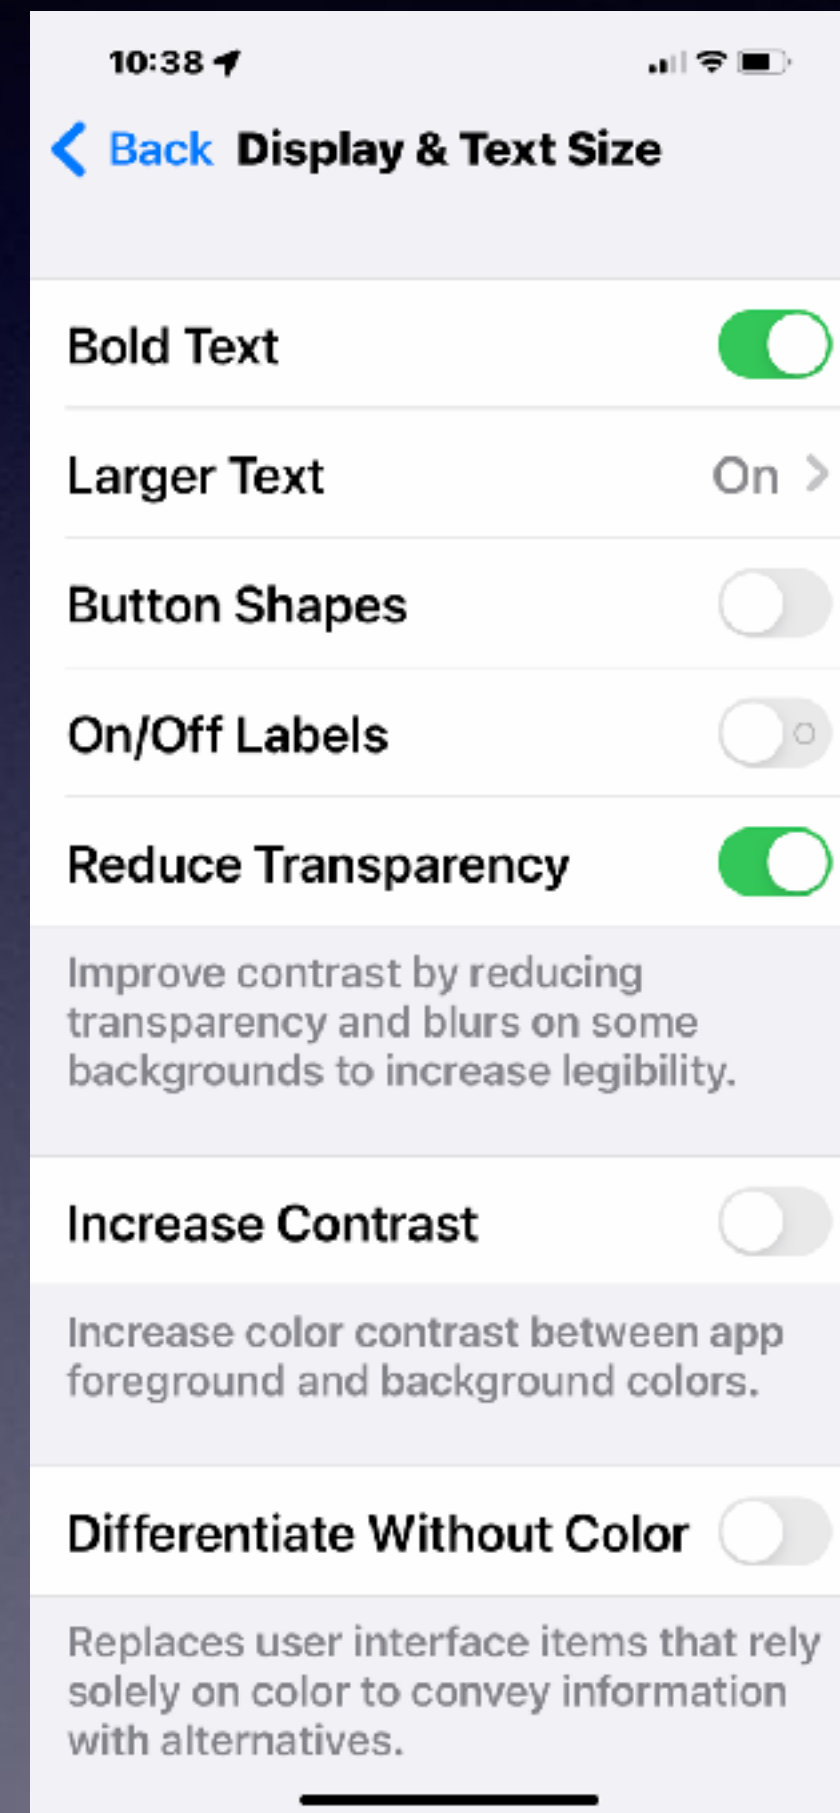 10:38
Back Display & Text Size
Bold Text
Larger Text On
Button Shapes
On/Off Labels
Reduce Transparency
Improve contrast by reducing
transparency and blurs on some
backgrounds to increase legibility.
Increase Contrast
Increase color contrast between app
foreground and background colors.
Differentiate Without Color
Replaces user interface items that rely
solely on color to convey information
with alternatives.